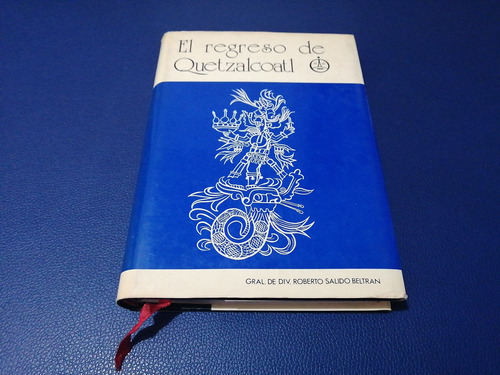 El regreso de
Quetzalcoatl
GRAL. DE DIV. ROBERTO SALIDO BELTRAN